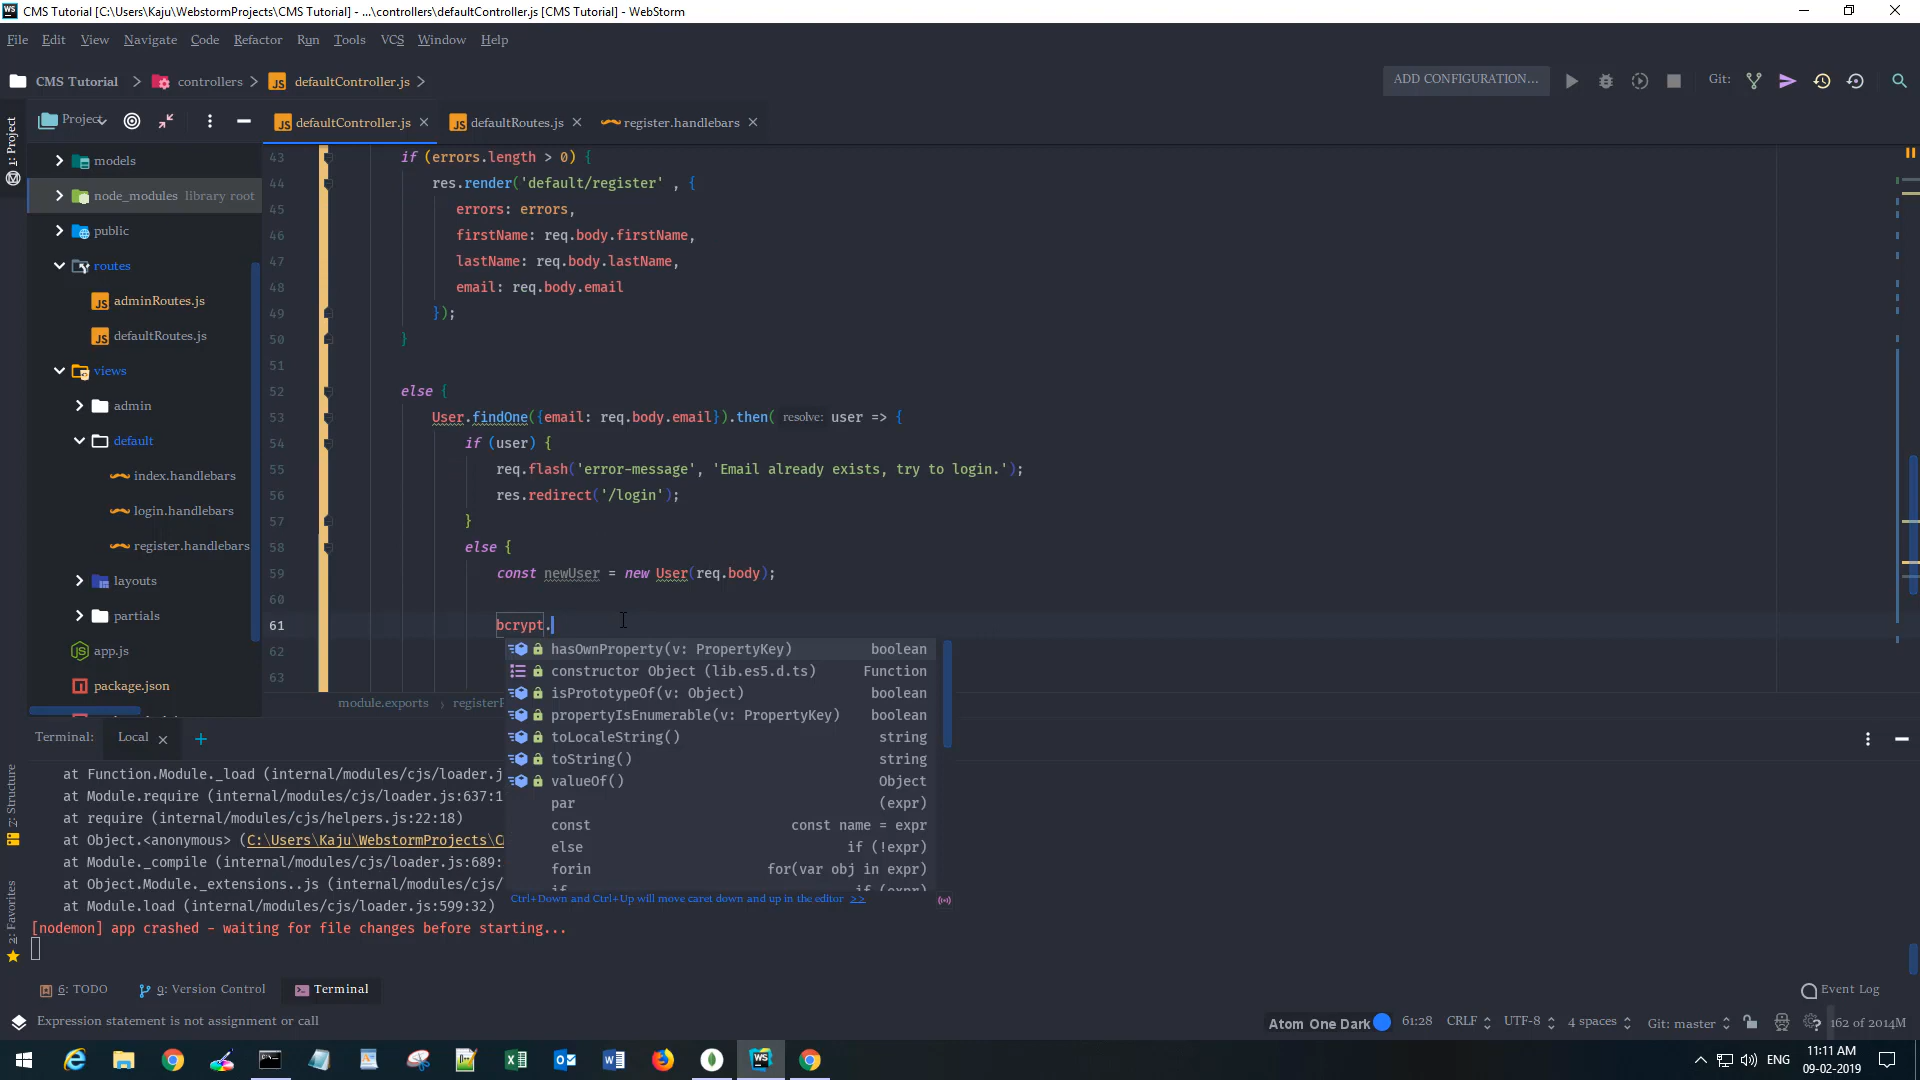 CMS Tutorial [C:\Users\Kaju\WebstormProjects\CMS Tutorial] - ...\controllers\defaultController.js [CMS Tutorial] - WebStorm
File Edit View Navigate Code Refactor Run Tools VCS Window Help
CMS Tutorial controllers defaultController.js ADD CONFIGURATION... Git:
1: Project
Project
defaultController.js defaultRoutes.js register.handlebars
models
node_modules library root
public
routes
adminRoutes.js
defaultRoutes.js
views
admin
default
index.handlebars
login.handlebars
register.handlebars
layouts
partials
app.js
package.json
43 if (errors.length > 0) {
44 res.render('default/register' , {
45 errors: errors,
46 firstName: req.body.firstName,
47 lastName: req.body.lastName,
48 email: req.body.email
49 });
50 }
51
52 else {
53 User.findOne({email: req.body.email}).then( resolve: user => {
54 if (user) {
55 req.flash('error-message', 'Email already exists, try to login.');
56 res.redirect('/login');
57 }
58 else {
59 const newUser = new User(req.body);
60
61 bcrypt.
62
63
hasOwnProperty(v: PropertyKey) boolean
constructor Object (lib.es5.d.ts) Function
isPrototypeOf(v: Object) boolean
propertyIsEnumerable(v: PropertyKey) boolean
toLocaleString() string
toString() string
valueOf() Object
par (expr)
const const name = expr
else if (!expr)
forin for(var obj in expr)
if if (expr)
Ctrl+Down and Ctrl+Up will move caret down and up in the editor >>
module.exports
Terminal: Local
at Function.Module._load (internal/modules/cjs/loader.j
at Module.require (internal/modules/cjs/loader.js:637:1
at require (internal/modules/cjs/helpers.js:22:18)
at Object.<anonymous> (C:\Users\Kaju\WebstormProjects\C
at Module._compile (internal/modules/cjs/loader.js:689:
at Object.Module._extensions..js (internal/modules/cjs/
at Module.load (internal/modules/cjs/loader.js:599:32)
[nodemon] app crashed - waiting for file changes before starting...
7: Structure
2: Favorites
6: TODO 9: Version Control Terminal Event Log
Expression statement is not assignment or call Atom One Dark 61:28 CRLF UTF-8 4 spaces Git: master 162 of 2014M
ENG 11:11 AM
09-02-2019